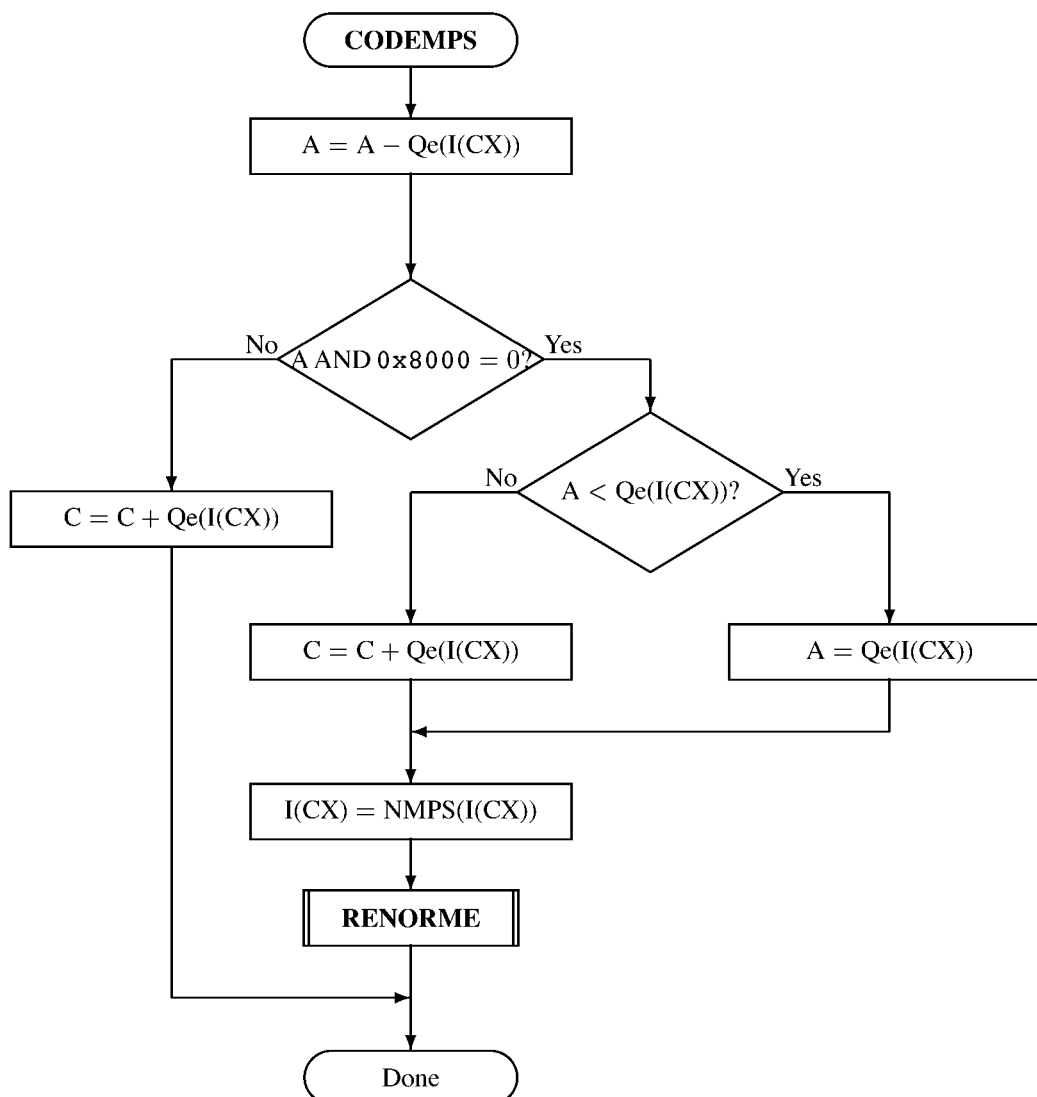 CODEMPS
A = A − Qe(I(CX))
A AND 0x8000 = 0?
No
Yes
A < Qe(I(CX))?
No
Yes
C = C + Qe(I(CX))
C = C + Qe(I(CX))
A = Qe(I(CX))
I(CX) = NMPS(I(CX))
RENORME
Done